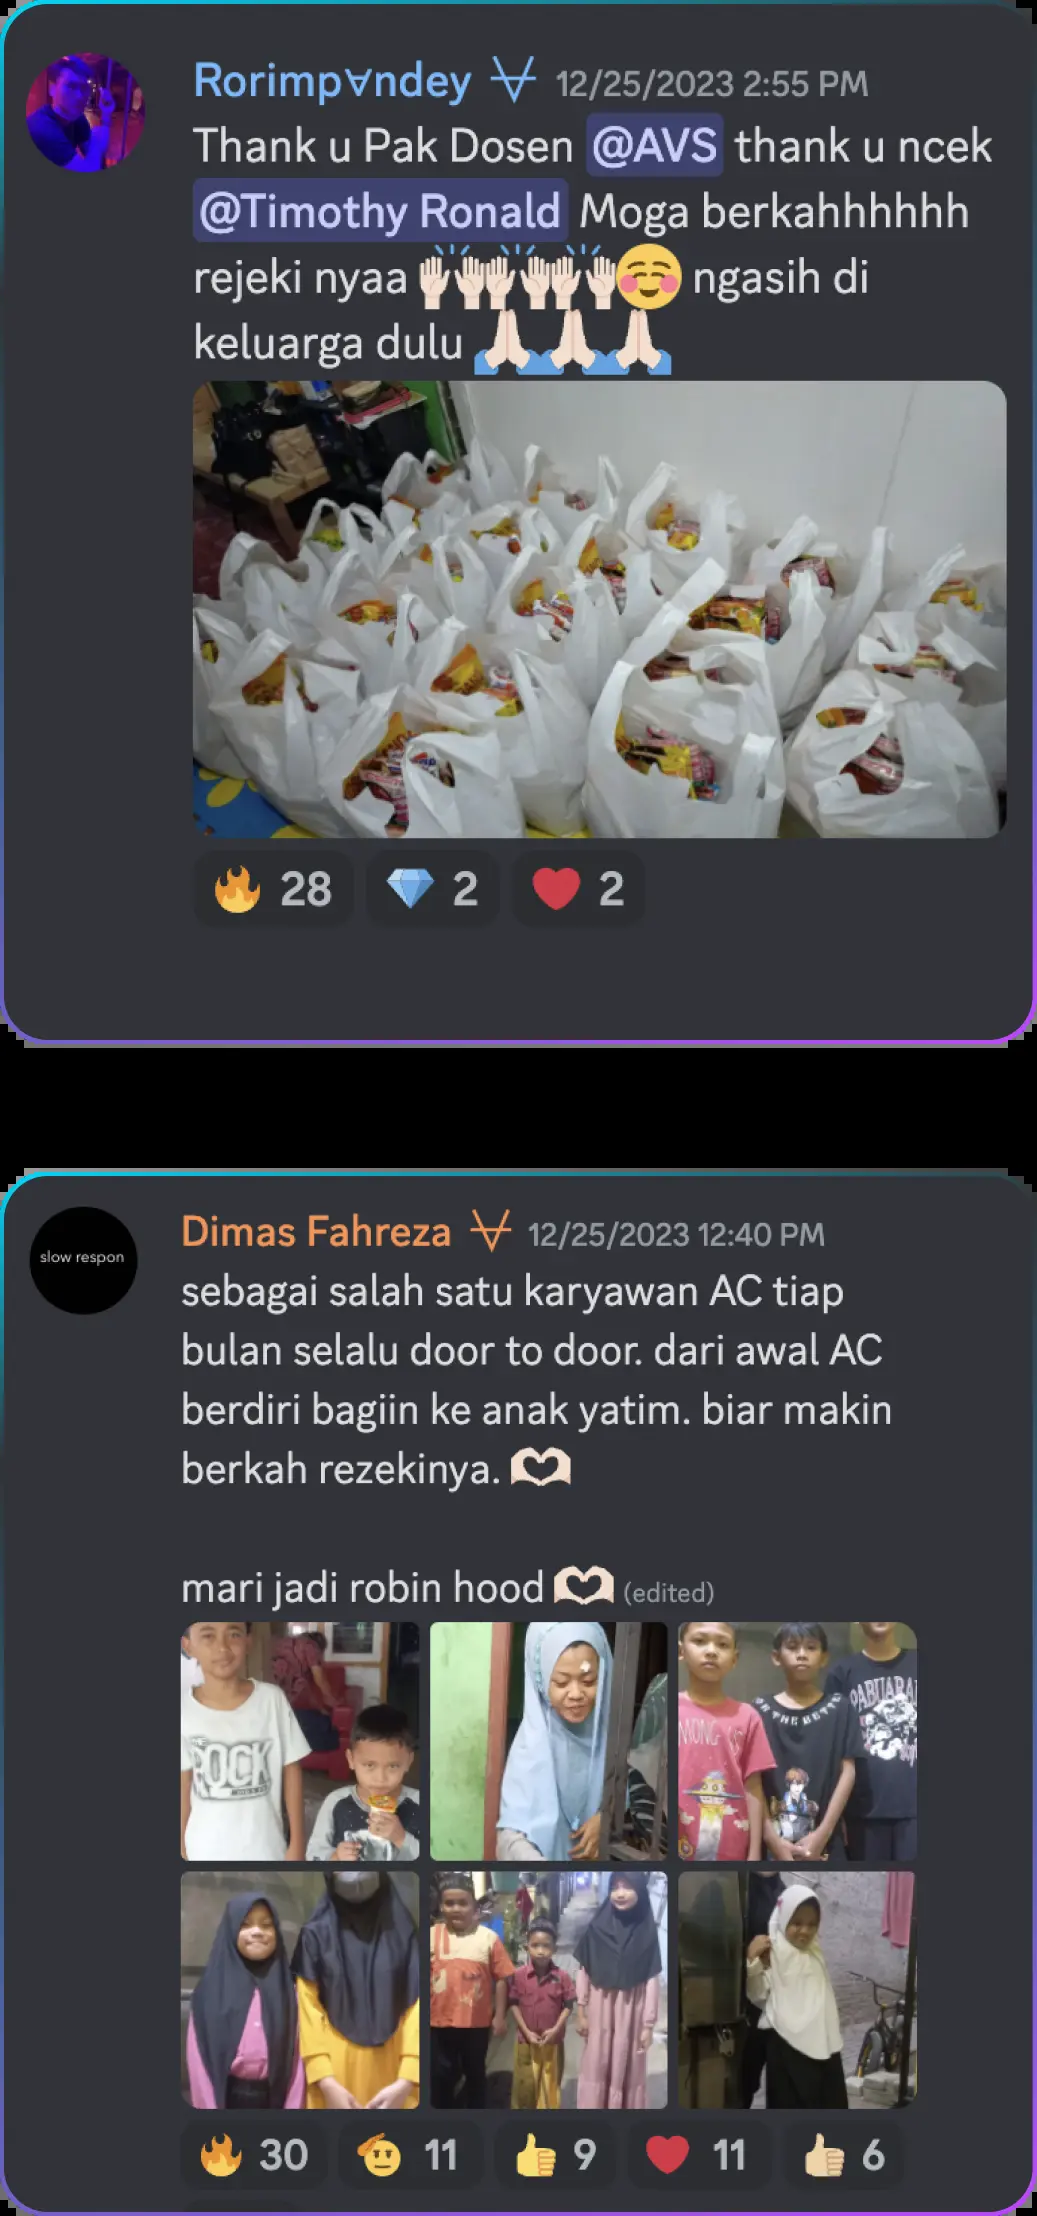 Rorimp∀ndey 12/25/2023 2:55 PM
Thank u Pak Dosen @AVS thank u ncek
@Timothy Ronald Moga berkahhhhhh
rejeki nyaa 🙌🏻🙌🏻🙌🏻☺️ ngasih di
keluarga dulu 🙏🏻🙏🏻🙏🏻
🔥 28 💎 2 ❤️ 2
slow respon
Dimas Fahreza 12/25/2023 12:40 PM
sebagai salah satu karyawan AC tiap
bulan selalu door to door. dari awal AC
berdiri bagiin ke anak yatim. biar makin
berkah rezekinya. 🫶🏻
mari jadi robin hood 🫶🏻 (edited)
THE
ROCK
🔥 30 🫡 11 👍 9 ❤️ 11 👍🏻 6